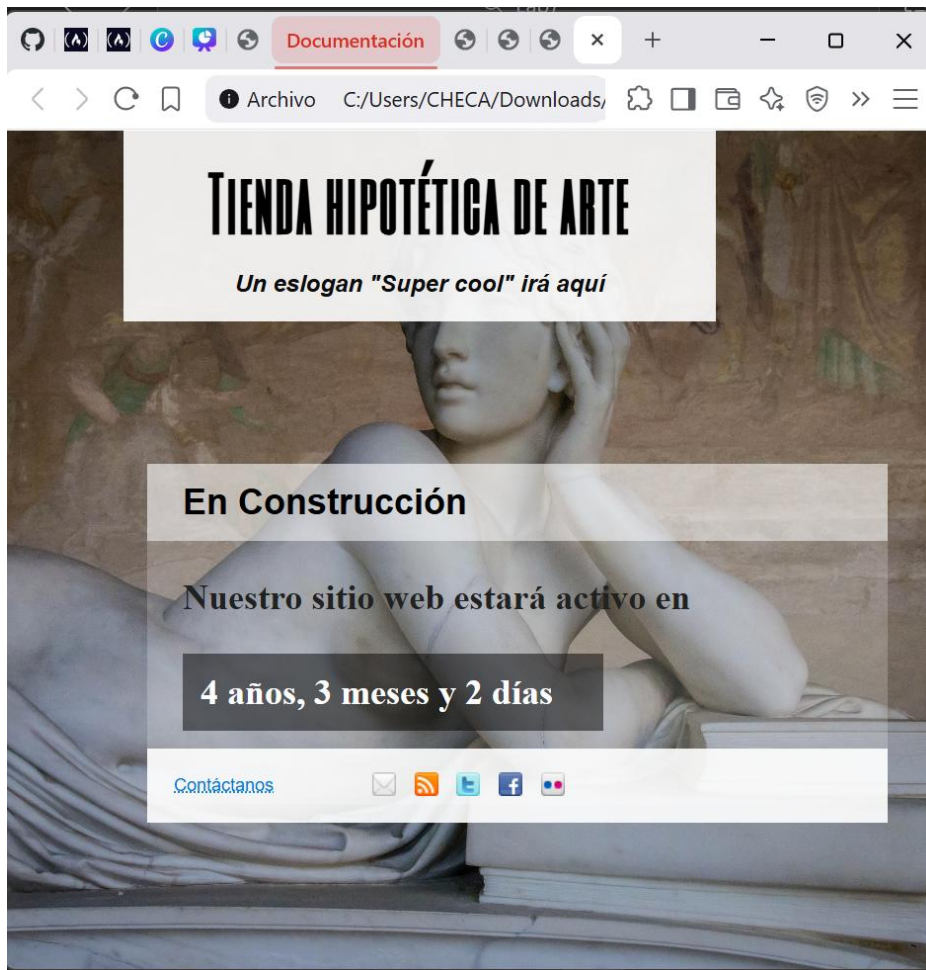 Documentación
Archivo C:/Users/CHECA/Downloads/
TIENDA HIPOTÉTICA DE ARTE
Un eslogan "Super cool" irá aquí
En Construcción
Nuestro sitio web estará activo en
4 años, 3 meses y 2 días
Contáctanos